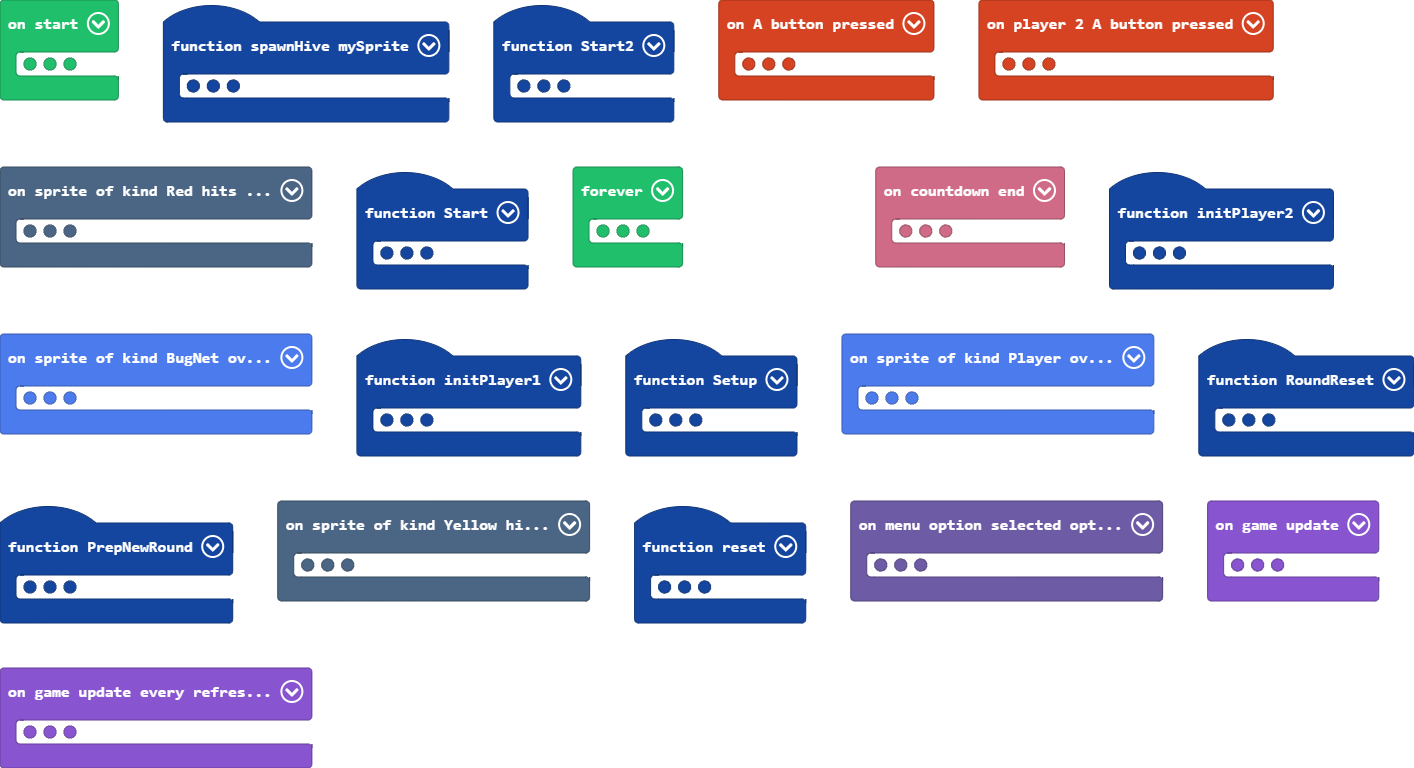 on start
function spawnHive mySprite
function Start2
on A button pressed
on player 2 A button pressed
on sprite of kind Red hits ...
function Start
forever
on countdown end
function initPlayer2
on sprite of kind BugNet ov...
function initPlayer1
function Setup
on sprite of kind Player ov...
function RoundReset
function PrepNewRound
on sprite of kind Yellow hi...
function reset
on menu option selected opt...
on game update
on game update every refres...